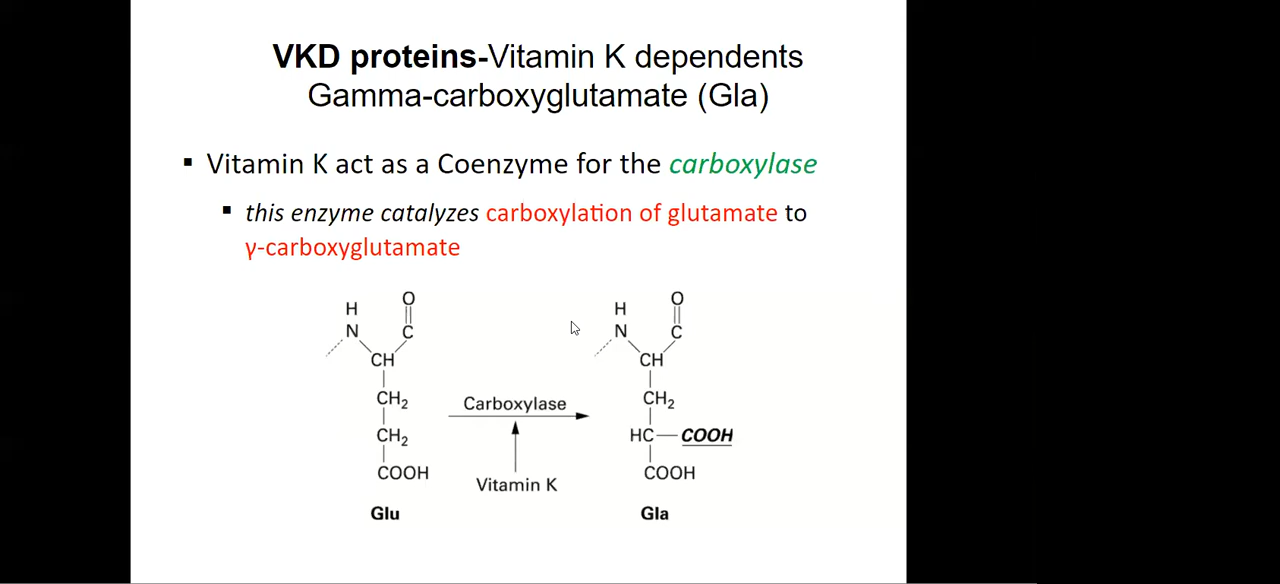 VKD proteins-Vitamin K dependents
Gamma-carboxyglutamate (Gla)
▪ Vitamin K act as a Coenzyme for the carboxylase
▪ this enzyme catalyzes carboxylation of glutamate to
γ-carboxyglutamate
H O
N C
CH
CH₂
CH₂
COOH
Glu
Carboxylase
Vitamin K
H O
N C
CH
CH₂
HC—COOH
COOH
Gla